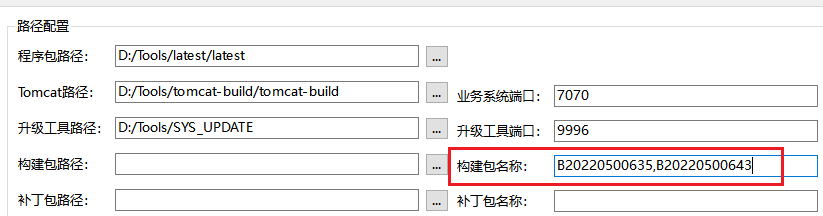 路径配置
程序包路径: D:/Tools/latest/latest ...
Tomcat路径: D:/Tools/tomcat-build/tomcat-build ... 业务系统端口: 7070
升级工具路径: D:/Tools/SYS_UPDATE ... 升级工具端口: 9996
构建包路径: ... 构建包名称: B20220500635,B20220500643
补丁包路径: ... 补丁包名称: